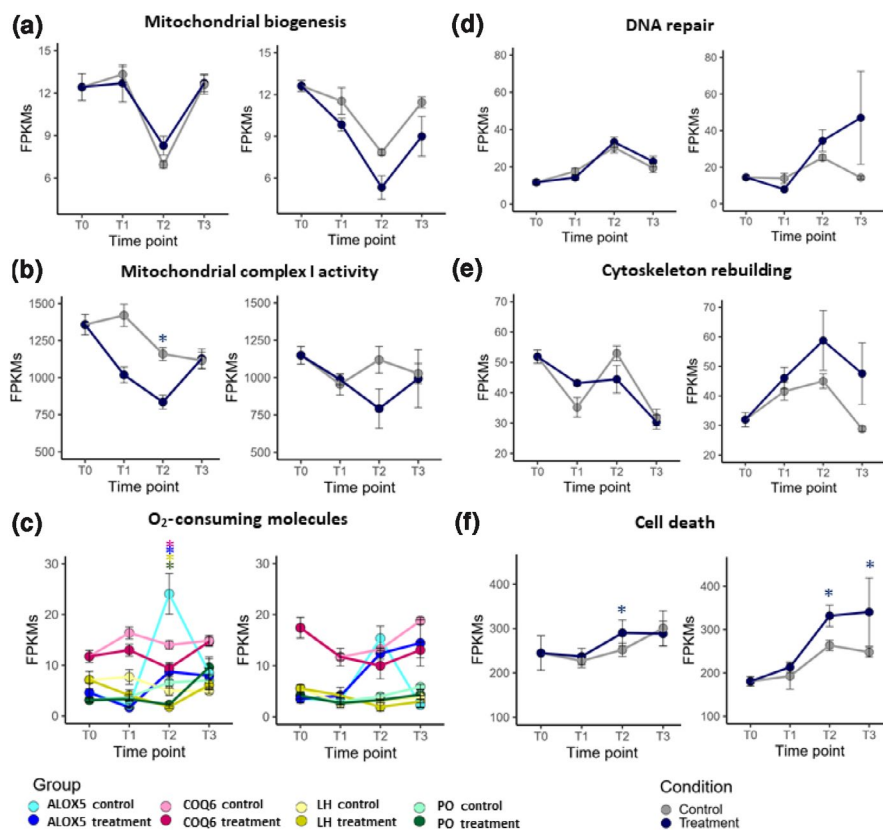 (a) Mitochondrial biogenesis
15
12
9
6
FPKMs
T0 T1 T2 T3
Time point
15
12
9
6
FPKMs
T0 T1 T2 T3
Time point
(b) Mitochondrial complex I activity
1500
1250
1000
750
500
FPKMs
T0 T1 T2 T3
Time point
*
1500
1250
1000
750
500
FPKMs
T0 T1 T2 T3
Time point
(c) O₂-consuming molecules
30
20
10
0
FPKMs
T0 T1 T2 T3
Time point
*
*
*
*
30
20
10
0
FPKMs
T0 T1 T2 T3
Time point
Group
ALOX5 control COQ6 control LH control PO control
ALOX5 treatment COQ6 treatment LH treatment PO treatment
(d) DNA repair
80
60
40
20
0
FPKMs
T0 T1 T2 T3
Time point
80
60
40
20
0
FPKMs
T0 T1 T2 T3
Time point
(e) Cytoskeleton rebuilding
70
60
50
40
30
20
FPKMs
T0 T1 T2 T3
Time point
70
60
50
40
30
20
FPKMs
T0 T1 T2 T3
Time point
(f) Cell death
400
300
200
100
FPKMs
T0 T1 T2 T3
Time point
*
400
300
200
100
FPKMs
T0 T1 T2 T3
Time point
* *
Condition
Control
Treatment